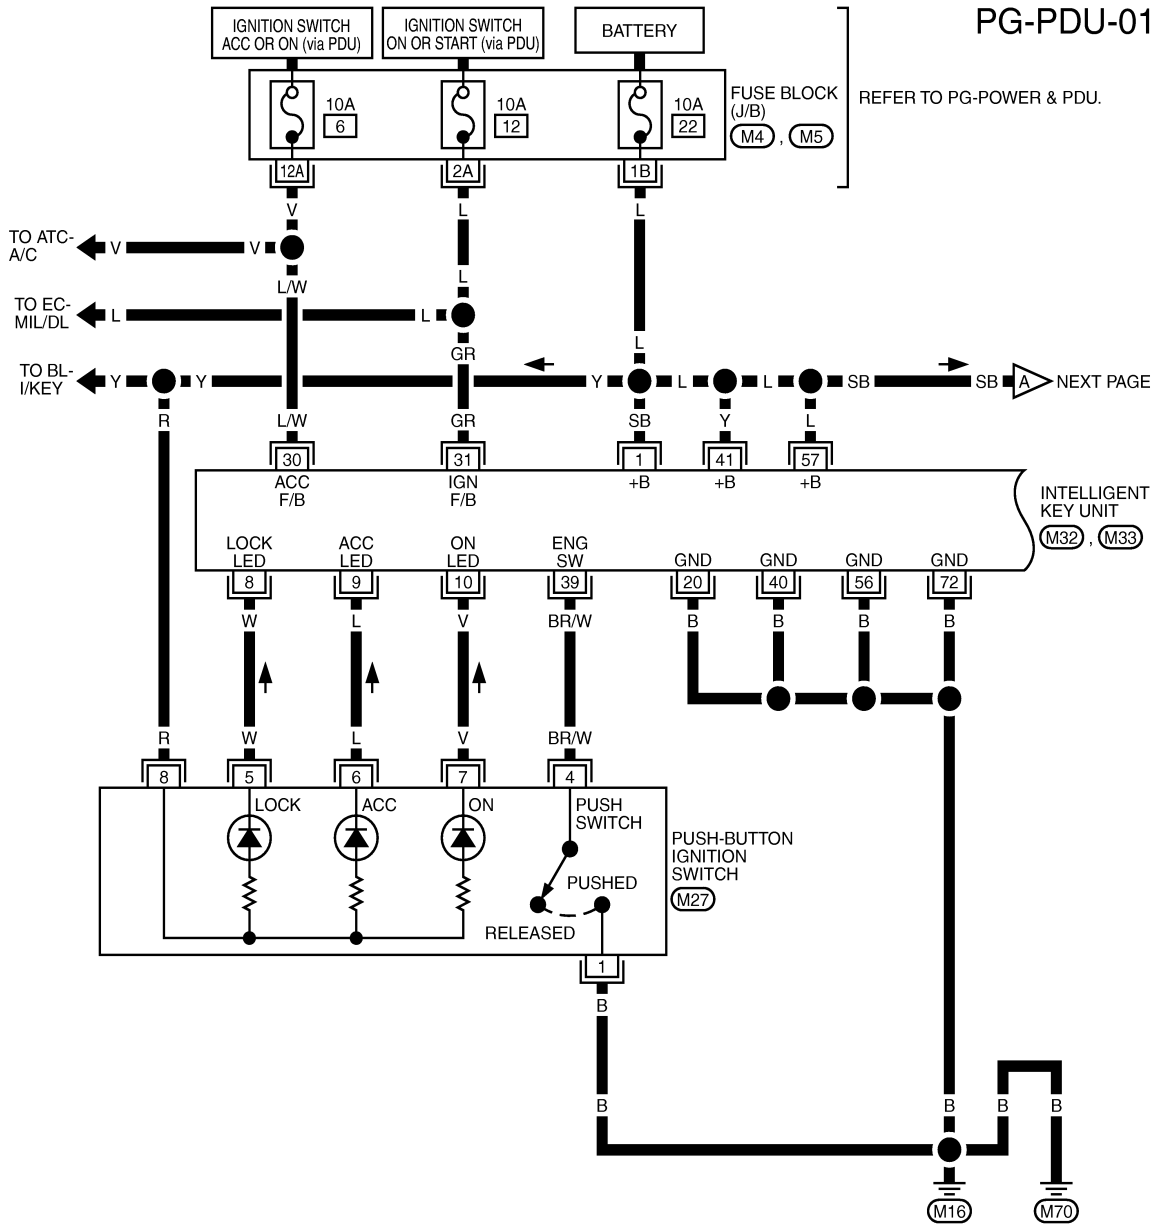 PG-PDU-01
IGNITION SWITCH
ACC OR ON (via PDU)
IGNITION SWITCH
ON OR START (via PDU)
BATTERY
10A
6
10A
12
10A
22
FUSE BLOCK
(J/B)
M4 , M5
REFER TO PG-POWER & PDU.
12A
2A
1B
V
L
L
TO ATC-
A/C
V
V
L
L/W
TO EC-
MIL/DL
L
L
GR
L
TO BL-
I/KEY
Y
Y
Y
L
L
SB
SB
A
NEXT PAGE
R
L/W
GR
SB
Y
L
30
31
1
41
57
ACC
F/B
IGN
F/B
+B
+B
+B
INTELLIGENT
KEY UNIT
M32 , M33
LOCK
LED
ACC
LED
ON
LED
ENG
SW
GND
GND
GND
GND
8
9
10
39
20
40
56
72
W
L
V
BR/W
B
B
B
B
R
W
L
V
BR/W
8
5
6
7
4
LOCK
ACC
ON
PUSH
SWITCH
PUSHED
RELEASED
PUSH-BUTTON
IGNITION
SWITCH
M27
1
B
B
B
B
B
M16
M70